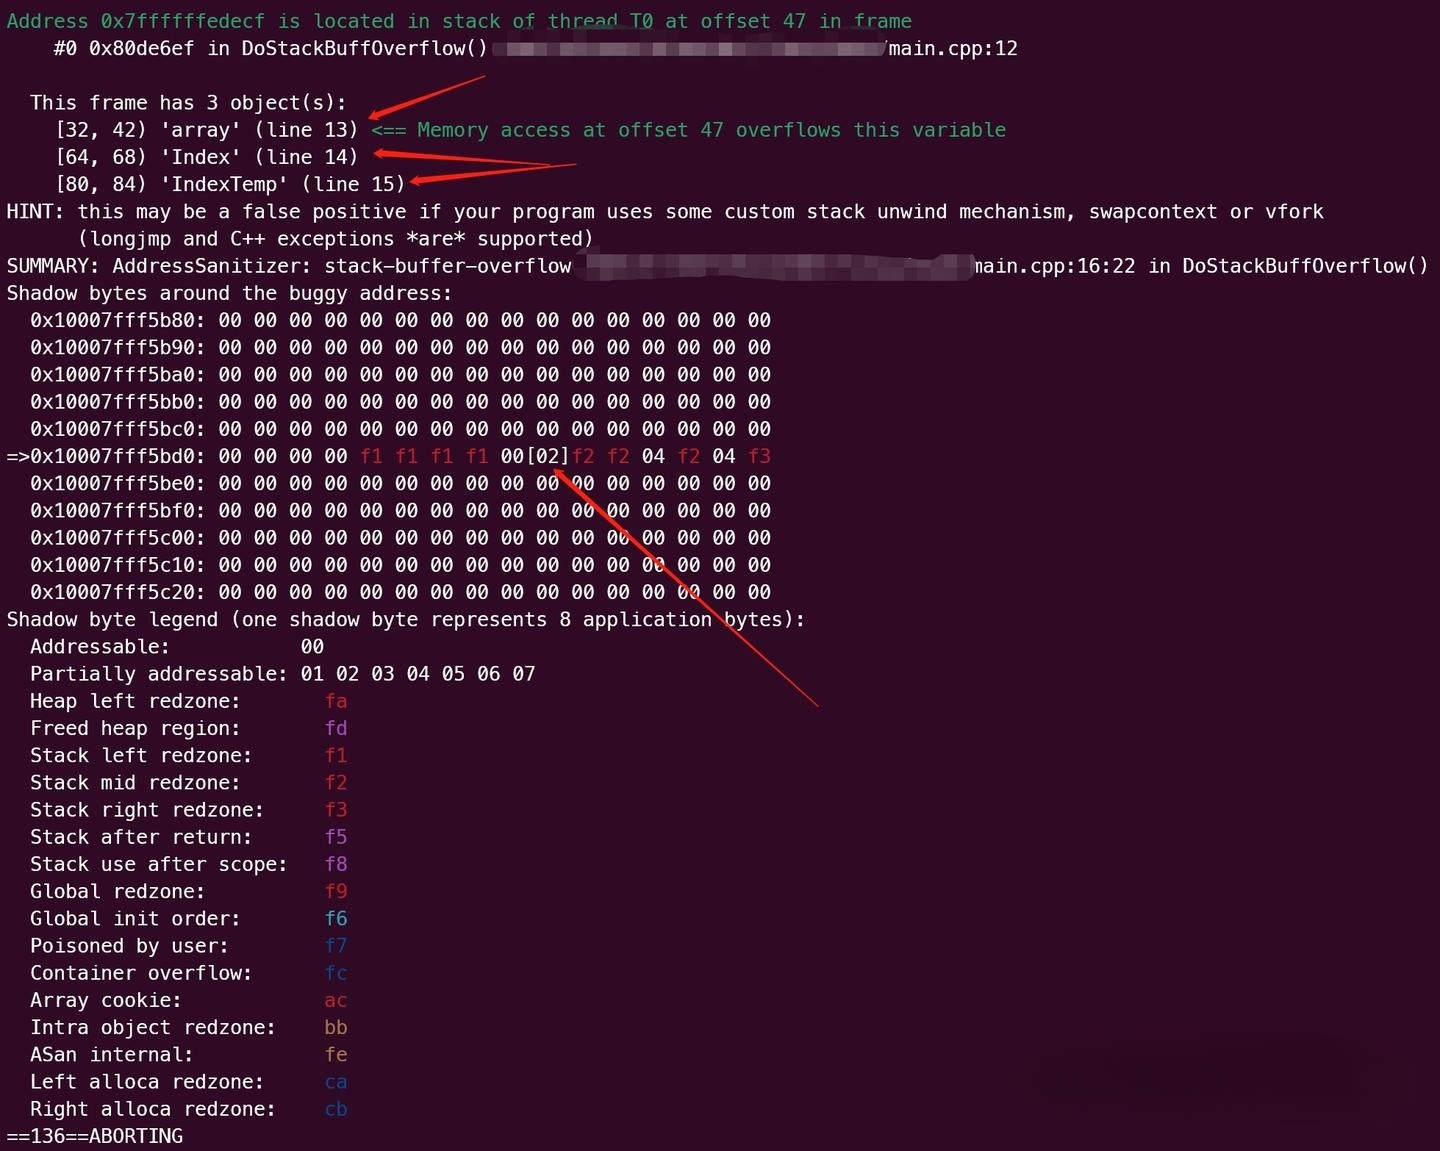 Address 0x7ffffffedecf is located in stack of thread T0 at offset 47 in frame
    #0 0x80de6ef in DoStackBuffOverflow() /main.cpp:12
  This frame has 3 object(s):
    [32, 42) 'array' (line 13) <== Memory access at offset 47 overflows this variable
    [64, 68) 'Index' (line 14)
    [80, 84) 'IndexTemp' (line 15)
HINT: this may be a false positive if your program uses some custom stack unwind mechanism, swapcontext or vfork
      (longjmp and C++ exceptions *are* supported)
SUMMARY: AddressSanitizer: stack-buffer-overflow main.cpp:16:22 in DoStackBuffOverflow()
Shadow bytes around the buggy address:
  0x10007fff5b80: 00 00 00 00 00 00 00 00 00 00 00 00 00 00 00 00
  0x10007fff5b90: 00 00 00 00 00 00 00 00 00 00 00 00 00 00 00 00
  0x10007fff5ba0: 00 00 00 00 00 00 00 00 00 00 00 00 00 00 00 00
  0x10007fff5bb0: 00 00 00 00 00 00 00 00 00 00 00 00 00 00 00 00
  0x10007fff5bc0: 00 00 00 00 00 00 00 00 00 00 00 00 00 00 00 00
=>0x10007fff5bd0: 00 00 00 00 f1 f1 f1 f1 00[02]f2 f2 04 f2 04 f3
  0x10007fff5be0: 00 00 00 00 00 00 00 00 00 00 00 00 00 00 00 00
  0x10007fff5bf0: 00 00 00 00 00 00 00 00 00 00 00 00 00 00 00 00
  0x10007fff5c00: 00 00 00 00 00 00 00 00 00 00 00 00 00 00 00 00
  0x10007fff5c10: 00 00 00 00 00 00 00 00 00 00 00 00 00 00 00 00
  0x10007fff5c20: 00 00 00 00 00 00 00 00 00 00 00 00 00 00 00 00
Shadow byte legend (one shadow byte represents 8 application bytes):
  Addressable:           00
  Partially addressable: 01 02 03 04 05 06 07
  Heap left redzone:       fa
  Freed heap region:       fd
  Stack left redzone:      f1
  Stack mid redzone:       f2
  Stack right redzone:     f3
  Stack after return:      f5
  Stack use after scope:   f8
  Global redzone:          f9
  Global init order:       f6
  Poisoned by user:        f7
  Container overflow:      fc
  Array cookie:            ac
  Intra object redzone:    bb
  ASan internal:           fe
  Left alloca redzone:     ca
  Right alloca redzone:    cb
==136==ABORTING